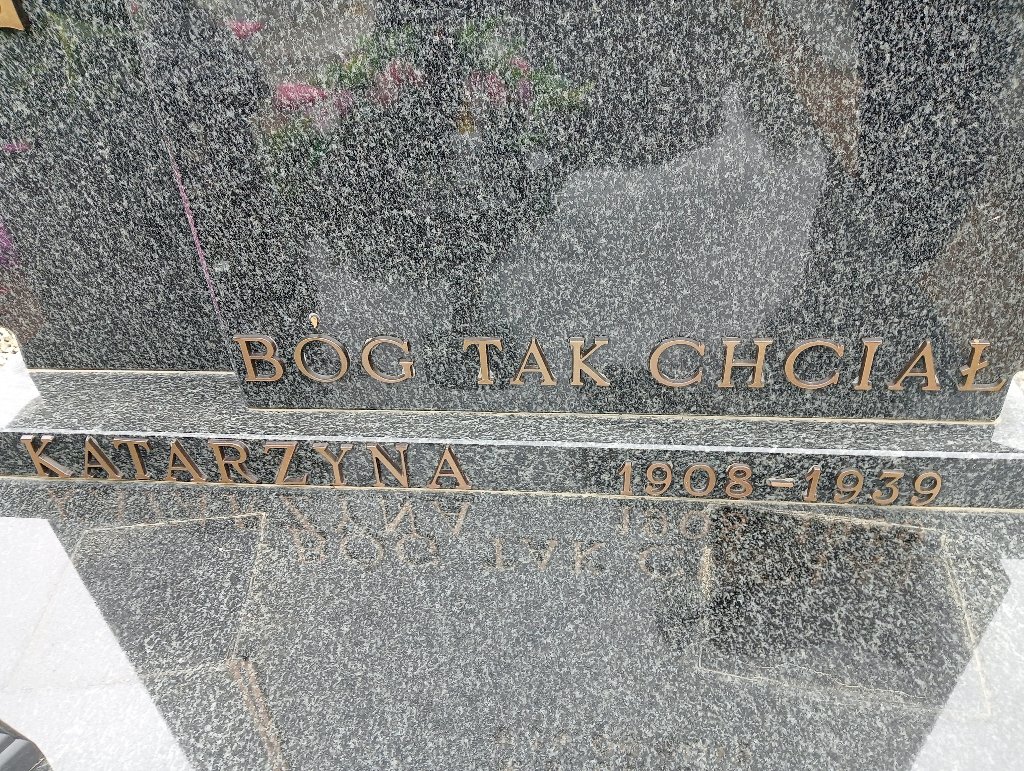 BÓG TAK CHCIAŁ
KATARZYNA 1908-1939